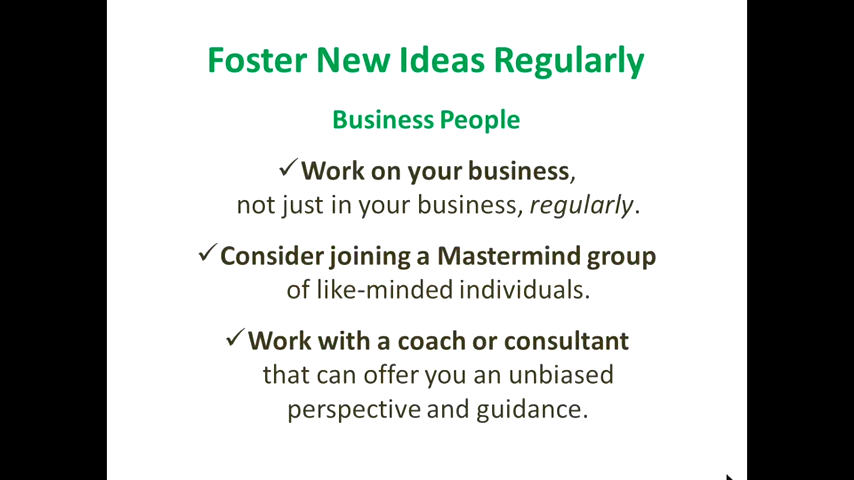 Foster New Ideas Regularly
Business People
✓Work on your business,
not just in your business, regularly.
✓Consider joining a Mastermind group
of like-minded individuals.
✓Work with a coach or consultant
that can offer you an unbiased
perspective and guidance.